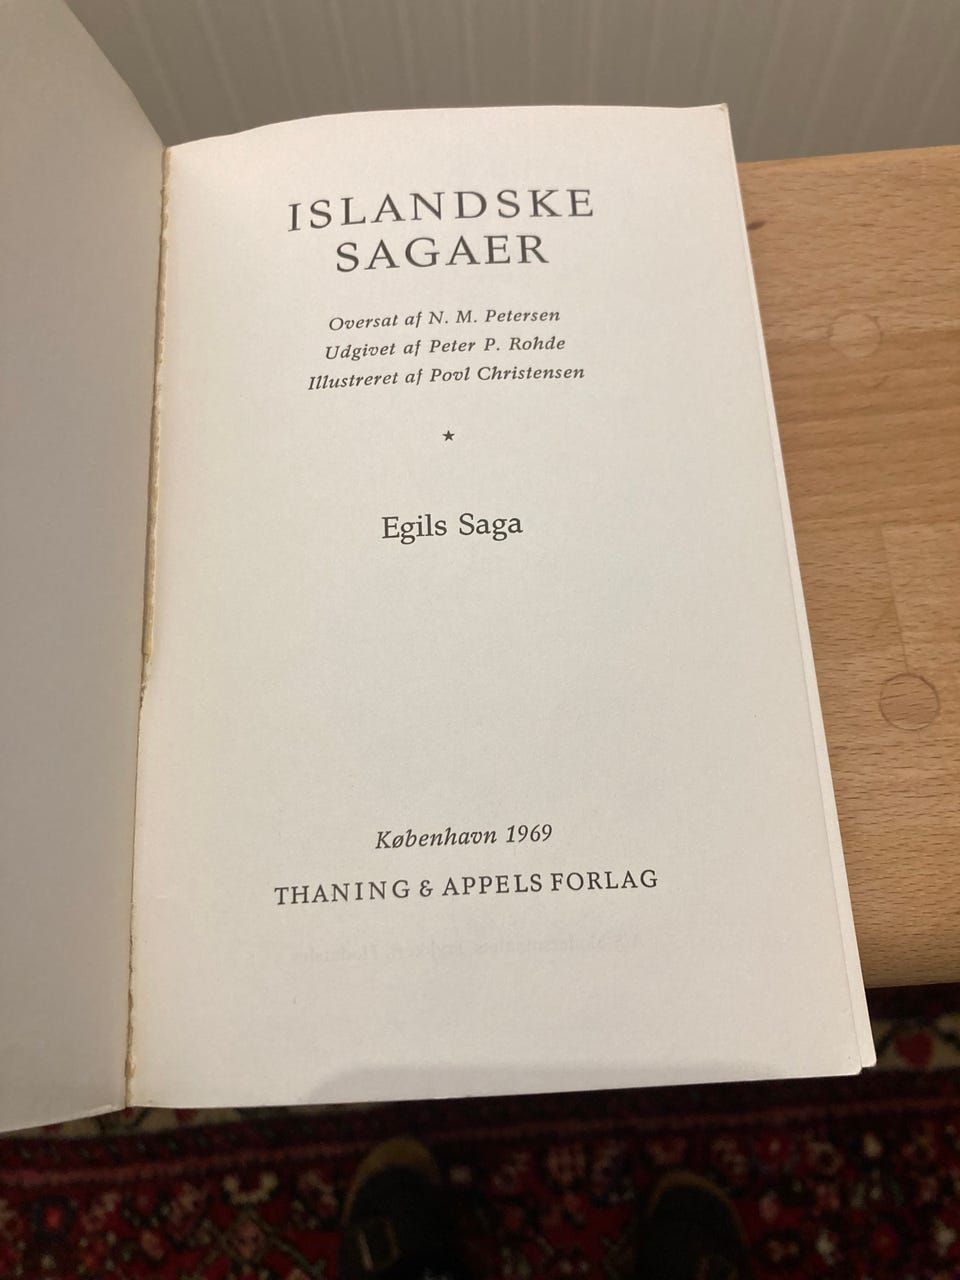 ISLANDSKE
SAGAER
Oversat af N. M. Petersen
Udgivet af Peter P. Rohde
Illustreret af Povl Christensen
★
Egils Saga
København 1969
THANING & APPELS FORLAG